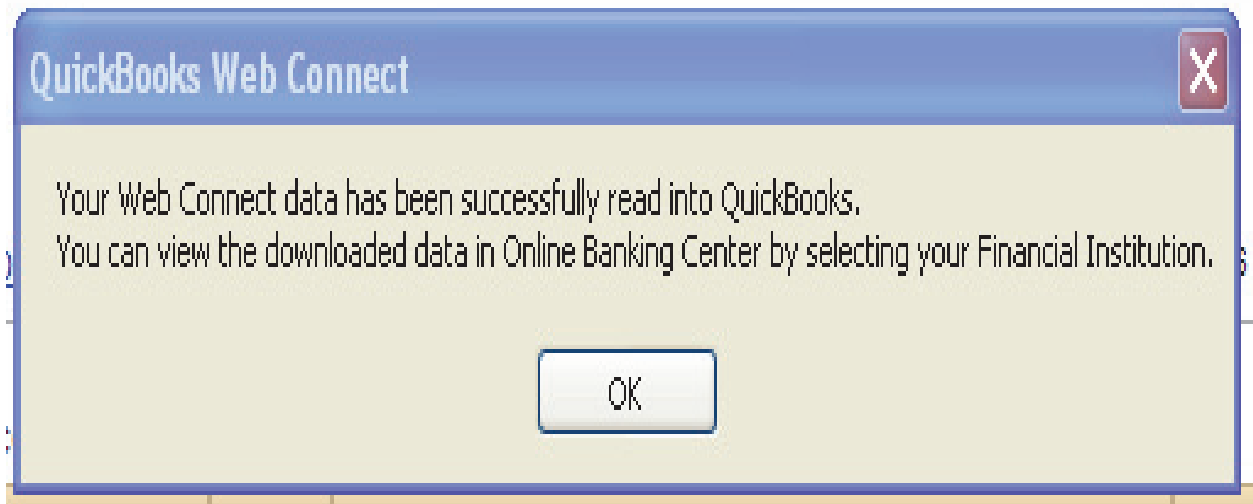 QuickBooks Web Connect
X
Your Web Connect data has been successfully read into QuickBooks.
You can view the downloaded data in Online Banking Center by selecting your Financial Institution.
OK